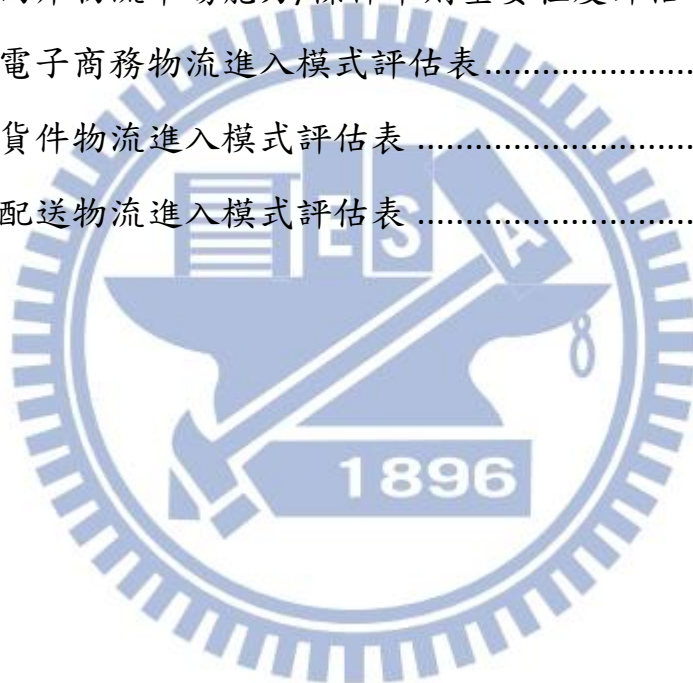 電子商務物流進入模式評估表......................
貨件物流進入模式評估表............................
配送物流進入模式評估表............................
E S A
8
1896